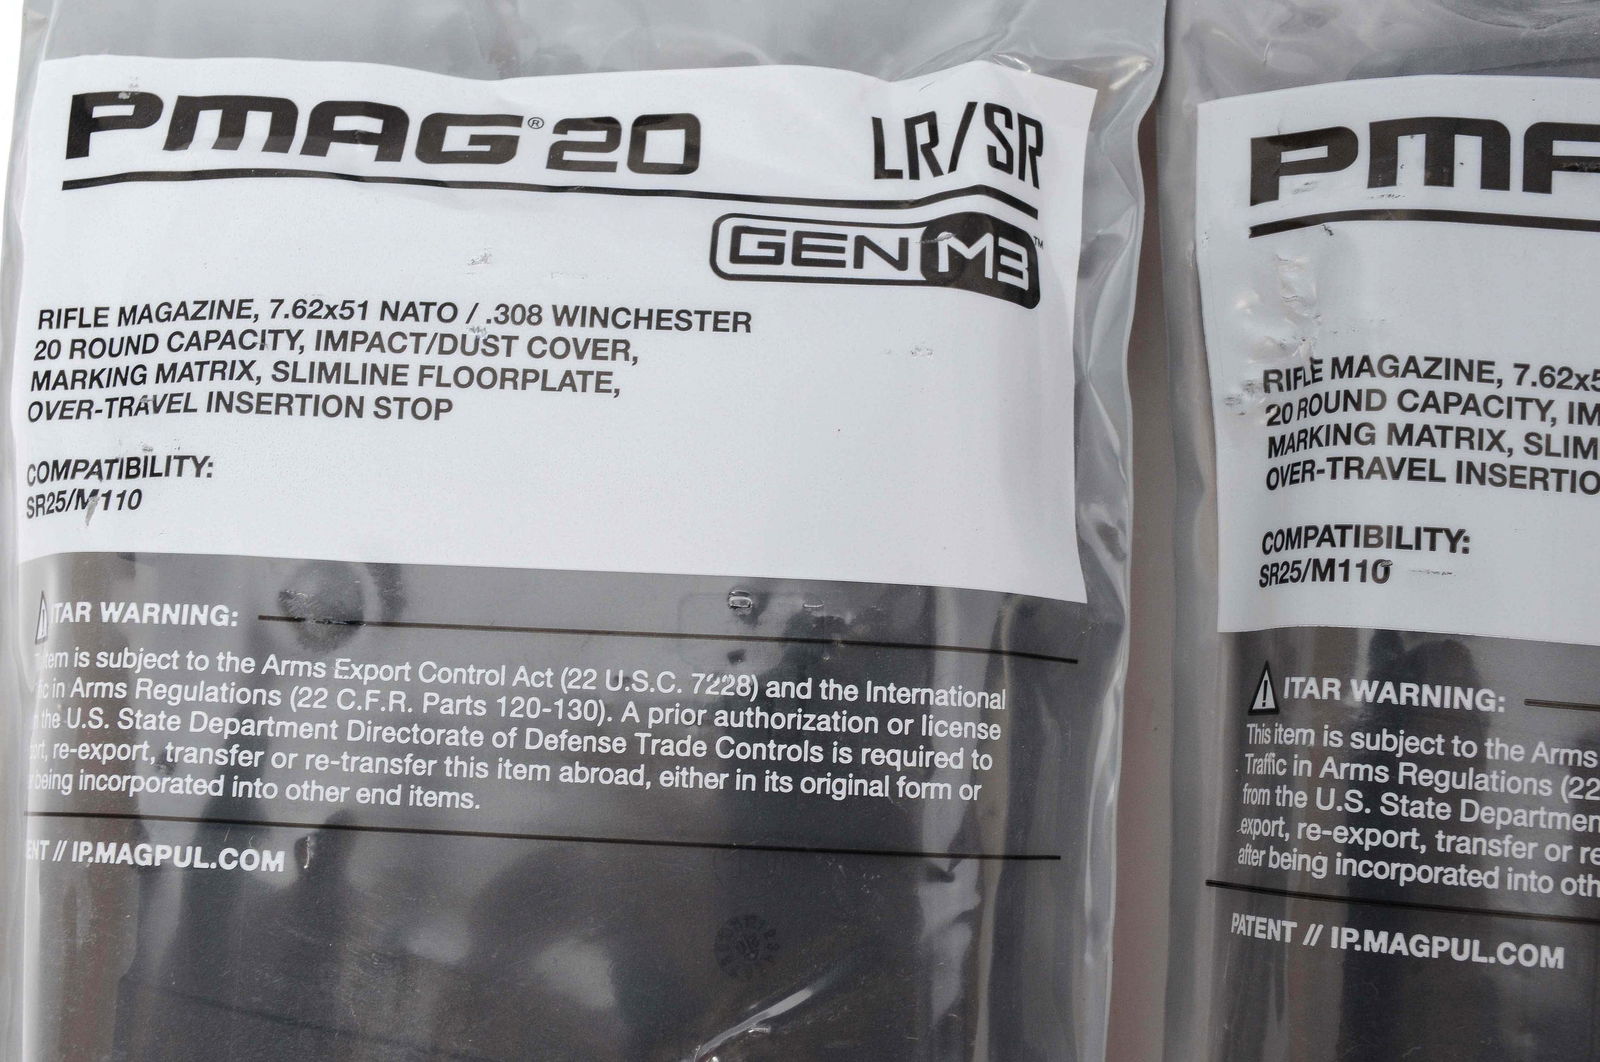 PMAG® 20 LR/SR
GEN M3™
RIFLE MAGAZINE, 7.62x51 NATO / .308 WINCHESTER
20 ROUND CAPACITY, IMPACT/DUST COVER,
MARKING MATRIX, SLIMLINE FLOORPLATE,
OVER-TRAVEL INSERTION STOP
COMPATIBILITY:
SR25/M110
ITAR WARNING:
item is subject to the Arms Export Control Act (22 U.S.C. 7228) and the International
in Arms Regulations (22 C.F.R. Parts 120-130). A prior authorization or license
the U.S. State Department Directorate of Defense Trade Controls is required to
re-export, transfer or re-transfer this item abroad, either in its original form or
being incorporated into other end items.
// IP.MAGPUL.COM
PMA
RIFLE MAGAZINE, 7.62x5
20 ROUND CAPACITY, IM
MARKING MATRIX, SLIM
OVER-TRAVEL INSERTIO
COMPATIBILITY:
SR25/M110
ITAR WARNING:
This item is subject to the Arms
Traffic in Arms Regulations (22
from the U.S. State Departmen
export, re-export, transfer or re
after being incorporated into oth
PATENT // IP.MAGPUL.COM